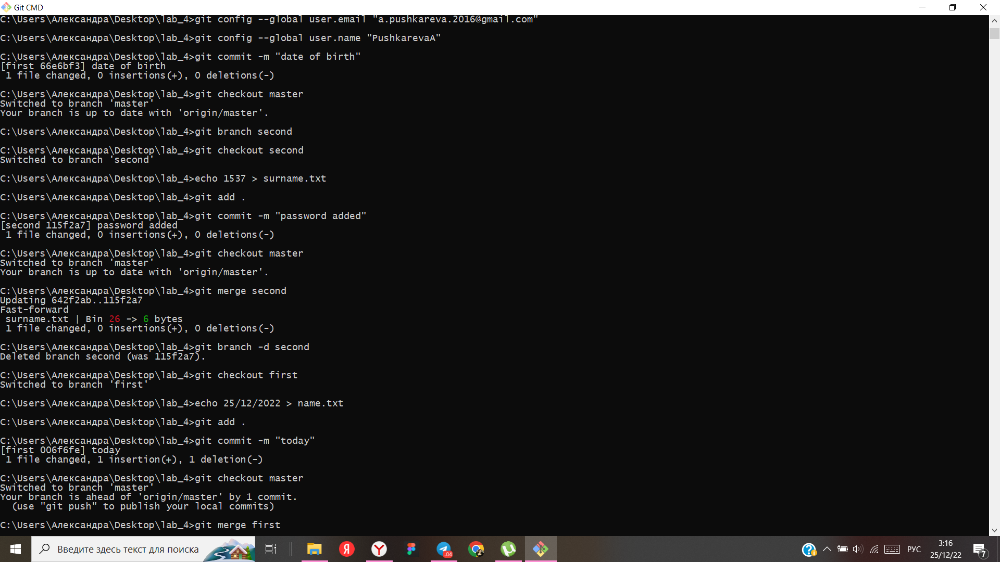 Git CMD
C:\Users\Александра\Desktop\lab_4>git config --global user.email "a.pushkareva.2016@gmail.com"
C:\Users\Александра\Desktop\lab_4>git config --global user.name "PushkarevaA"
C:\Users\Александра\Desktop\lab_4>git commit -m "date of birth"
[first 66e6bf3] date of birth
1 file changed, 0 insertions(+), 0 deletions(-)
C:\Users\Александра\Desktop\lab_4>git checkout master
Switched to branch 'master'
Your branch is up to date with 'origin/master'.
C:\Users\Александра\Desktop\lab_4>git branch second
C:\Users\Александра\Desktop\lab_4>git checkout second
Switched to branch 'second'
C:\Users\Александра\Desktop\lab_4>echo 1537 > surname.txt
C:\Users\Александра\Desktop\lab_4>git add .
C:\Users\Александра\Desktop\lab_4>git commit -m "password added"
[second 115f2a7] password added
1 file changed, 0 insertions(+), 0 deletions(-)
C:\Users\Александра\Desktop\lab_4>git checkout master
Switched to branch 'master'
Your branch is up to date with 'origin/master'.
C:\Users\Александра\Desktop\lab_4>git merge second
Updating 642f2ab..115f2a7
Fast-forward
surname.txt | Bin 26 -> 6 bytes
1 file changed, 0 insertions(+), 0 deletions(-)
C:\Users\Александра\Desktop\lab_4>git branch -d second
Deleted branch second (was 115f2a7).
C:\Users\Александра\Desktop\lab_4>git checkout first
Switched to branch 'first'
C:\Users\Александра\Desktop\lab_4>echo 25/12/2022 > name.txt
C:\Users\Александра\Desktop\lab_4>git add .
C:\Users\Александра\Desktop\lab_4>git commit -m "today"
[first 006f6fe] today
1 file changed, 1 insertion(+), 1 deletion(-)
C:\Users\Александра\Desktop\lab_4>git checkout master
Switched to branch 'master'
Your branch is ahead of 'origin/master' by 1 commit.
(use "git push" to publish your local commits)
C:\Users\Александра\Desktop\lab_4>git merge first
Введите здесь текст для поиска
Я
Y
..04
РУС
3:16
25/12/22
7